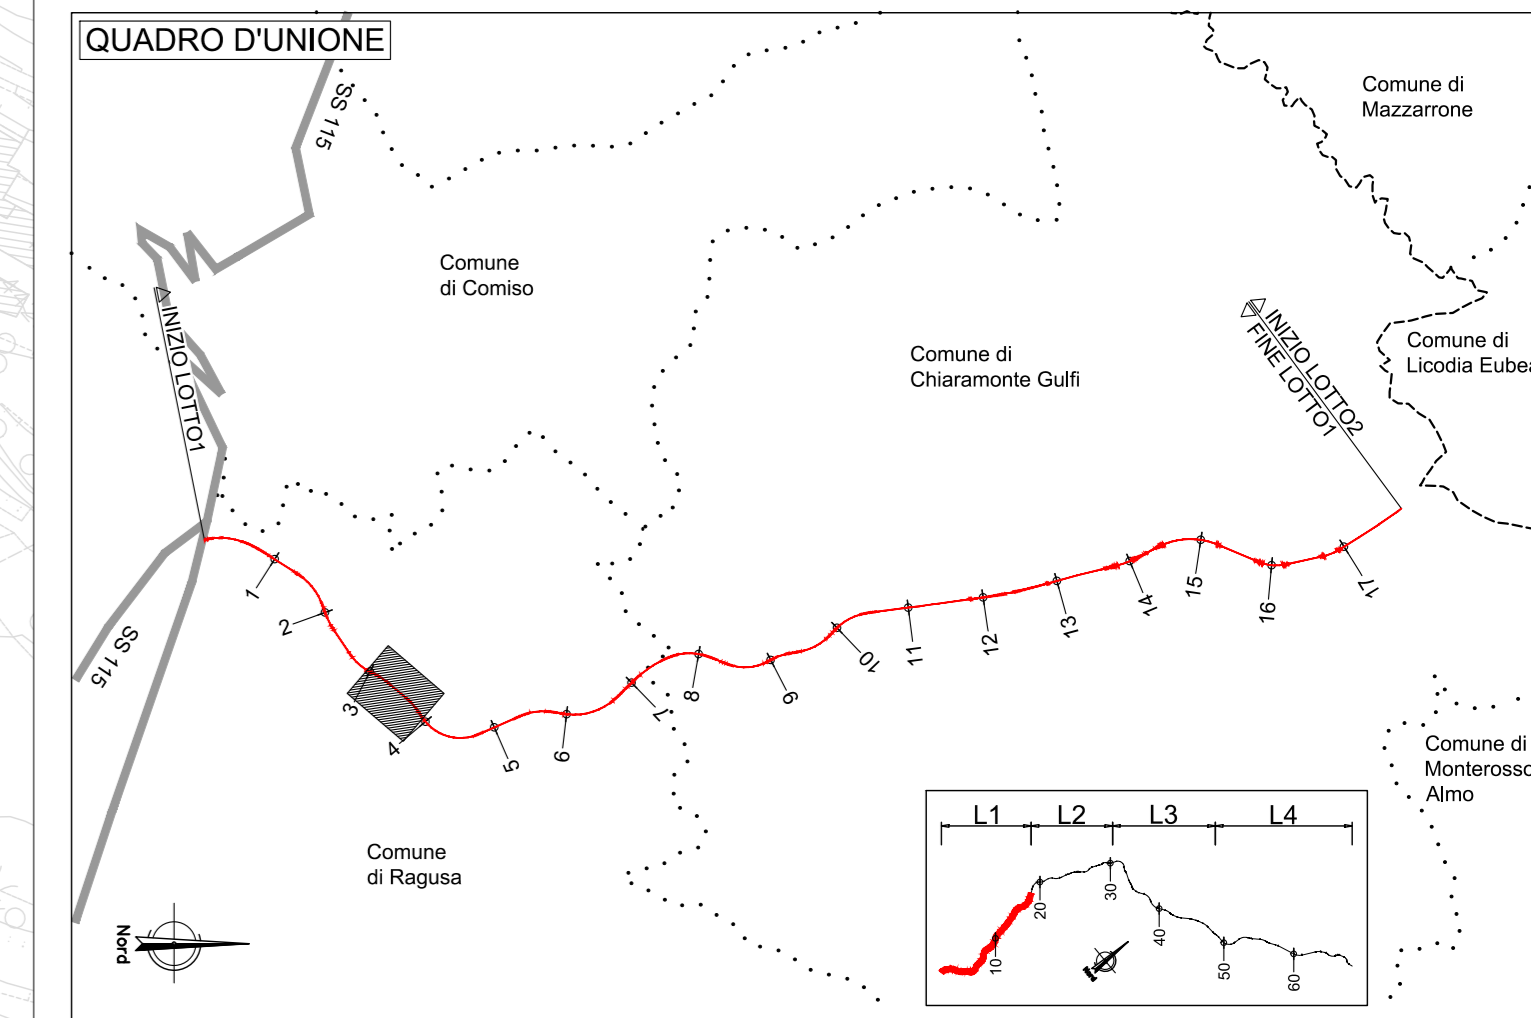 QUADRO D'UNIONE
SS 115
Comune di
Mazzarrone
Comune
di Comiso
INIZIO LOTTO1
INIZIO LOTTO2
FINE LOTTO1
Comune di
Chiaramonte Gulfi
Comune di
Licodia Eubea
1
2
3
4
5
6
7
8
9
10
11
12
13
14
15
16
17
SS 115
Comune di
Monterosso
Almo
Comune
di Ragusa
Nord
L1
L2
L3
L4
10
20
30
40
50
60